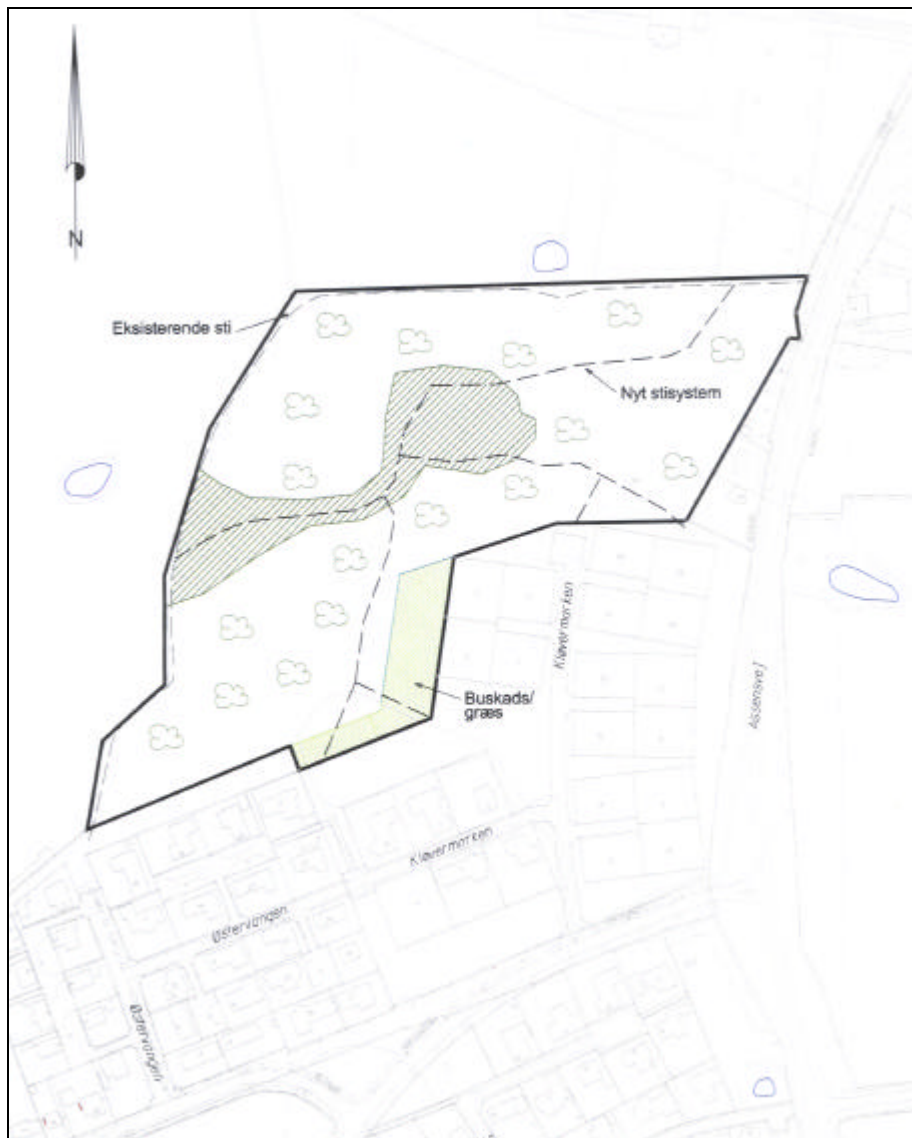 N
Eksisterende sti
Nyt stisystem
Kløvermarken
Buskads/
græs
Assensvej
Kløvermarken
Østervangen
Østervangen